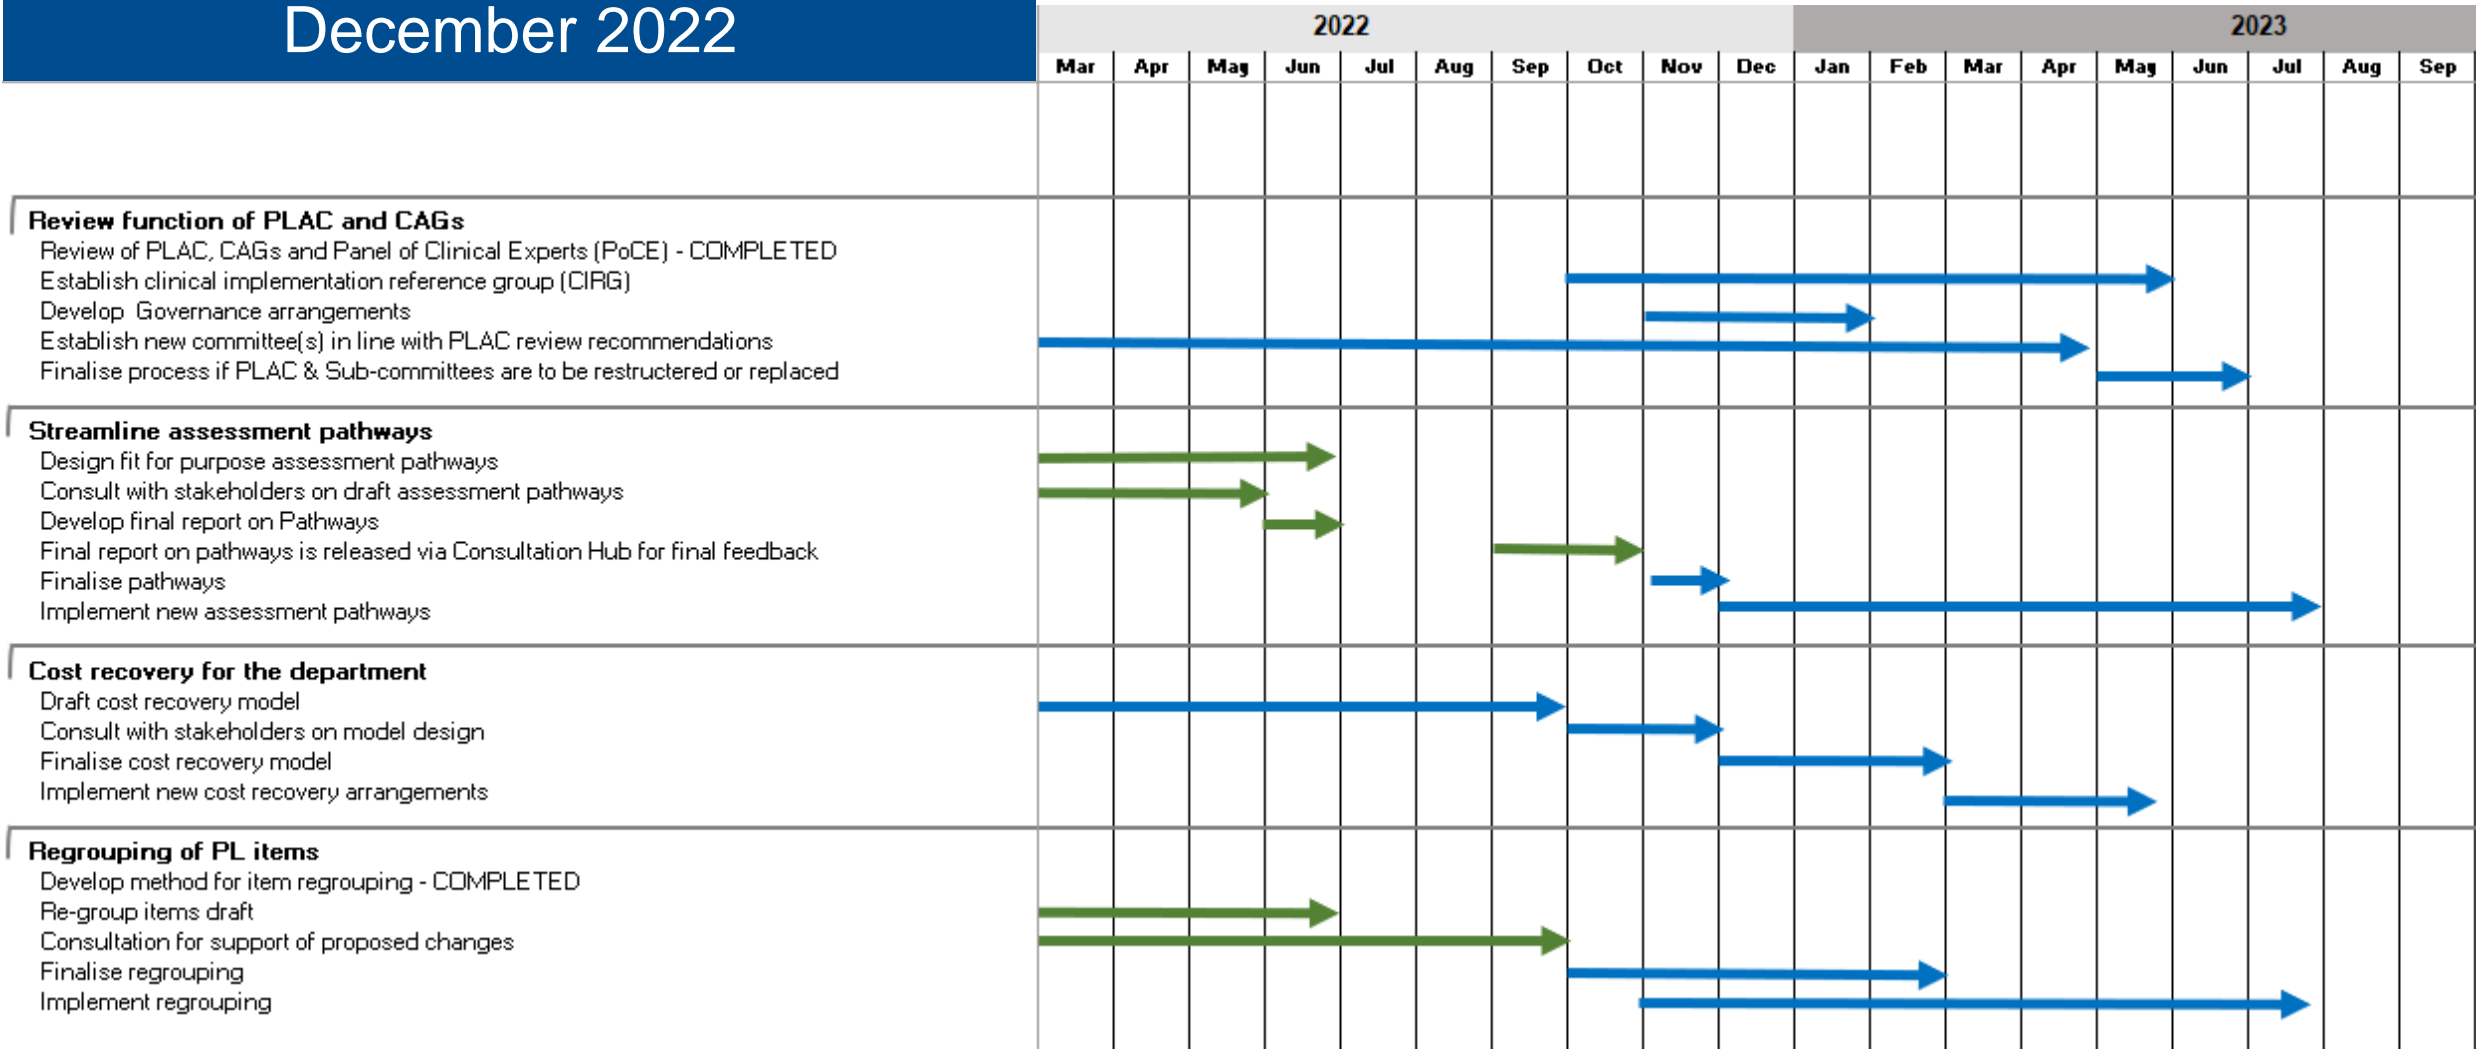 December 2022
2022 2023
Mar Apr May Jun Jul Aug Sep Oct Nov Dec Jan Feb Mar Apr May Jun Jul Aug Sep
Review function of PLAC and CAGs
Review of PLAC, CAGs and Panel of Clinical Experts (PoCE) - COMPLETED
Establish clinical implementation reference group (CIRG)
Develop  Governance arrangements
Establish new committee(s) in line with PLAC review recommendations
Finalise process if PLAC & Sub-committees are to be restructered or replaced
Streamline assessment pathways
Design fit for purpose assessment pathways
Consult with stakeholders on draft assessment pathways
Develop final report on Pathways
Final report on pathways is released via Consultation Hub for final feedback
Finalise pathways
Implement new assessment pathways
Cost recovery for the department
Draft cost recovery model
Consult with stakeholders on model design
Finalise cost recovery model
Implement new cost recovery arrangements
Regrouping of PL items
Develop method for item regrouping - COMPLETED
Re-group items draft
Consultation for support of proposed changes
Finalise regrouping
Implement regrouping